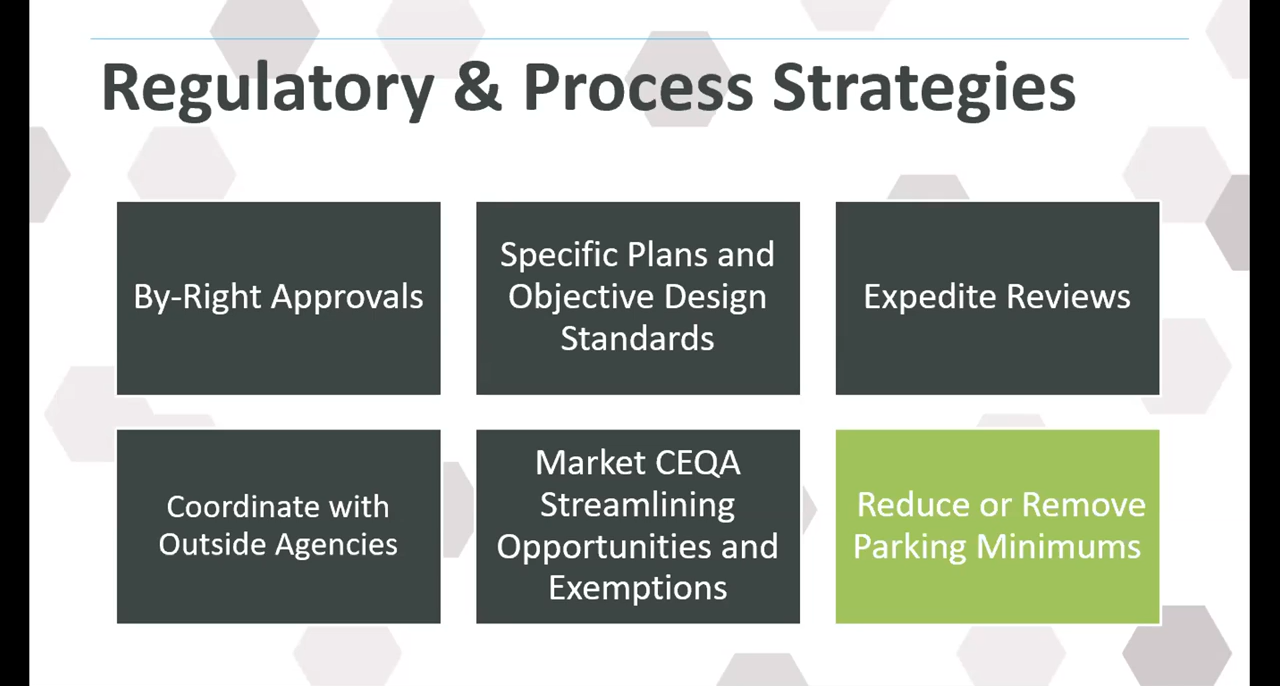 Regulatory & Process Strategies
By-Right Approvals
Specific Plans and
Objective Design
Standards
Expedite Reviews
Coordinate with
Outside Agencies
Market CEQA
Streamlining
Opportunities and
Exemptions
Reduce or Remove
Parking Minimums